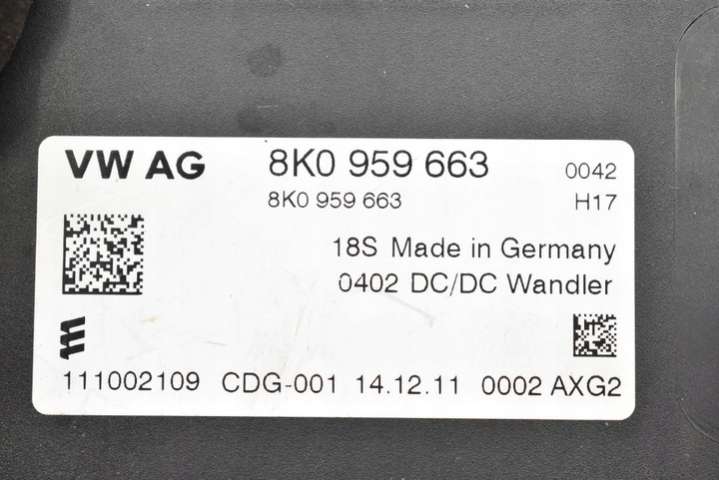 VW AG 8K0 959 663 0042
8K0 959 663 H17
18S Made in Germany
0402 DC/DC Wandler
111002109 CDG-001 14.12.11 0002 AXG2